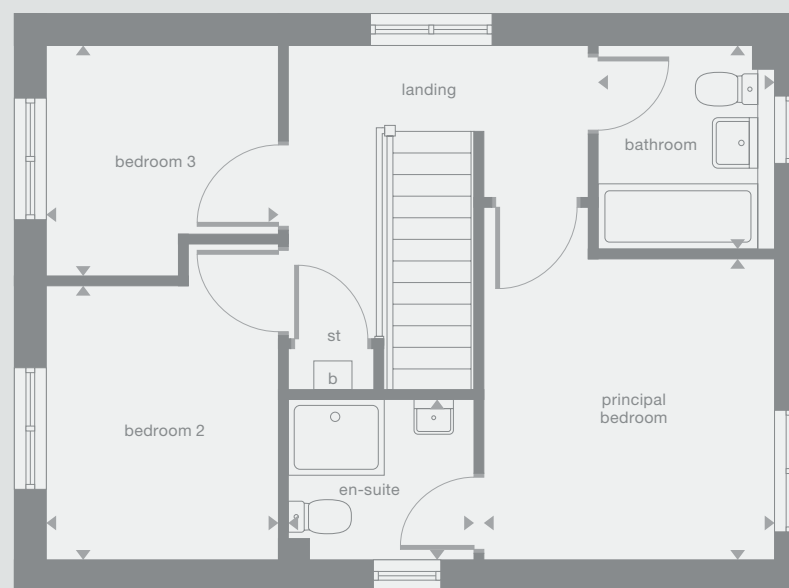 landing
bathroom
bedroom 3
st
b
principal
bedroom
bedroom 2
en-suite